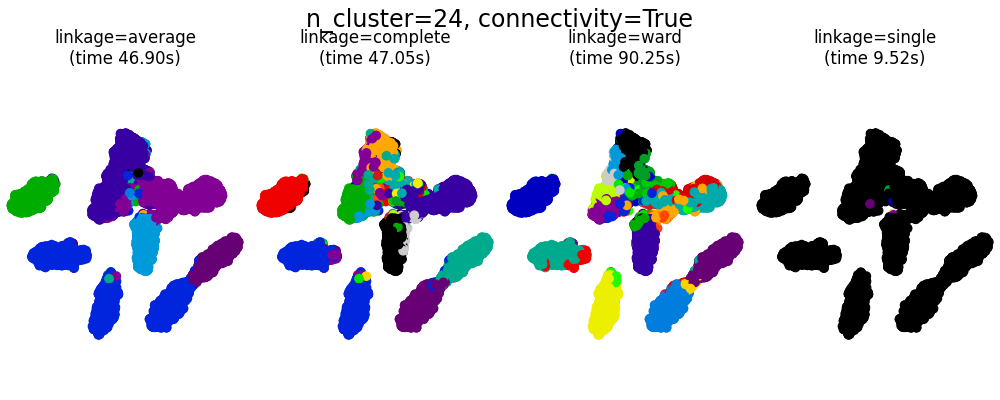 n_cluster=24, connectivity=True
linkage=average
(time 46.90s)
linkage=complete
(time 47.05s)
linkage=ward
(time 90.25s)
linkage=single
(time 9.52s)